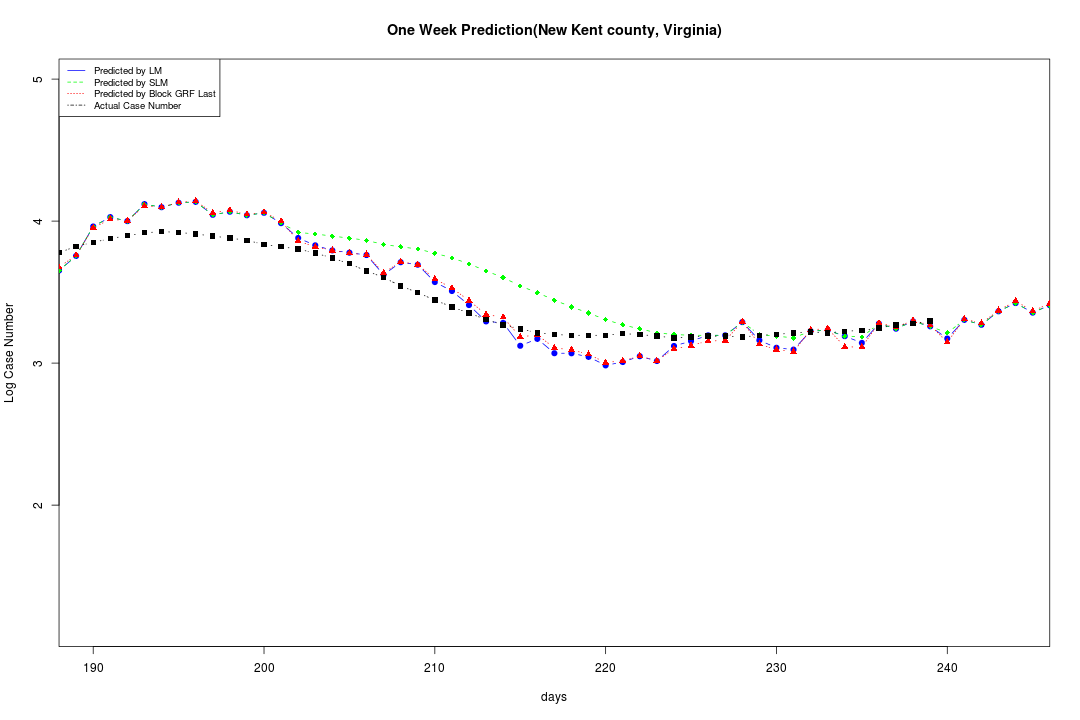 One Week Prediction(New Kent county, Virginia)
Predicted by LM
Predicted by SLM
Predicted by Block GRF Last
Actual Case Number
5
4
3
2
Log Case Number
190
200
210
220
230
240
days